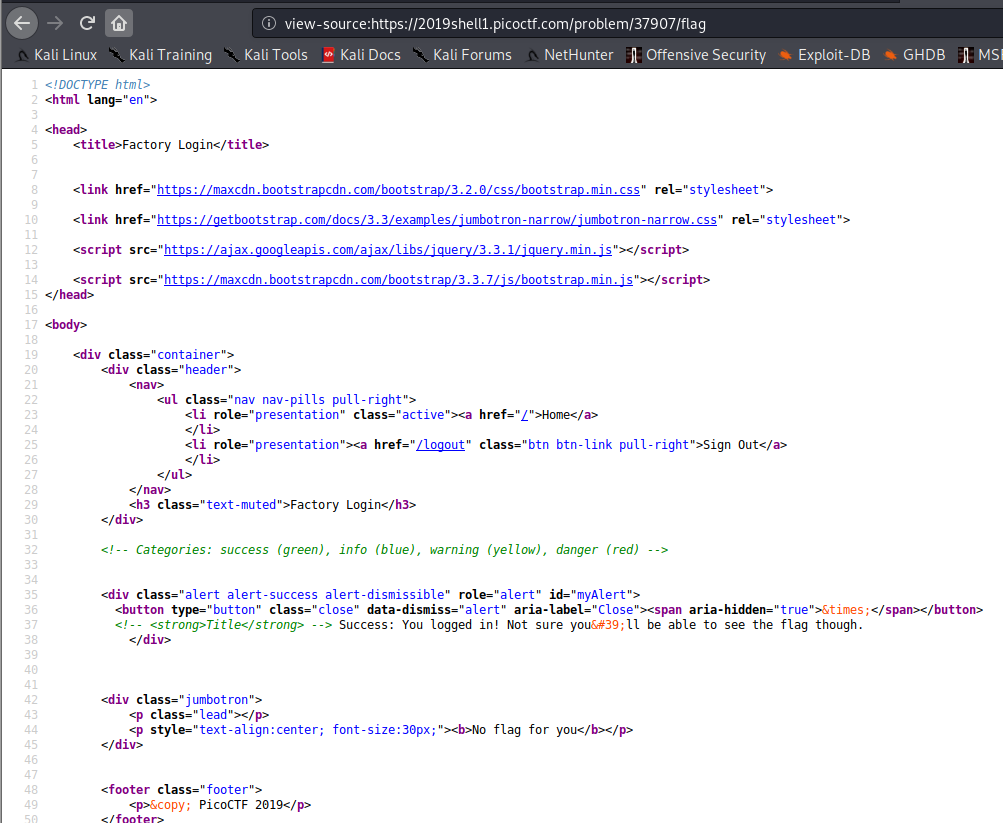 view-source:https://2019shell1.picoctf.com/problem/37907/flag
Kali Linux Kali Training Kali Tools Kali Docs Kali Forums NetHunter Offensive Security Exploit-DB GHDB MSF
1 <!DOCTYPE html>
2 <html lang="en">
3
4 <head>
5 <title>Factory Login</title>
6
7
8 <link href="https://maxcdn.bootstrapcdn.com/bootstrap/3.2.0/css/bootstrap.min.css" rel="stylesheet">
9
10 <link href="https://getbootstrap.com/docs/3.3/examples/jumbotron-narrow/jumbotron-narrow.css" rel="stylesheet">
11
12 <script src="https://ajax.googleapis.com/ajax/libs/jquery/3.3.1/jquery.min.js"></script>
13
14 <script src="https://maxcdn.bootstrapcdn.com/bootstrap/3.3.7/js/bootstrap.min.js"></script>
15 </head>
16
17 <body>
18
19 <div class="container">
20 <div class="header">
21 <nav>
22 <ul class="nav nav-pills pull-right">
23 <li role="presentation" class="active"><a href="/">Home</a>
24 </li>
25 <li role="presentation"><a href="/logout" class="btn btn-link pull-right">Sign Out</a>
26 </li>
27 </ul>
28 </nav>
29 <h3 class="text-muted">Factory Login</h3>
30 </div>
31
32 <!-- Categories: success (green), info (blue), warning (yellow), danger (red) -->
33
34
35 <div class="alert alert-success alert-dismissible" role="alert" id="myAlert">
36 <button type="button" class="close" data-dismiss="alert" aria-label="Close"><span aria-hidden="true">&times;</span></button>
37 <!-- <strong>Title</strong> --> Success: You logged in! Not sure you&#39;ll be able to see the flag though.
38 </div>
39
40
41
42 <div class="jumbotron">
43 <p class="lead"></p>
44 <p style="text-align:center; font-size:30px;"><b>No flag for you</b></p>
45 </div>
46
47
48 <footer class="footer">
49 <p>&copy; PicoCTF 2019</p>
50 </footer>